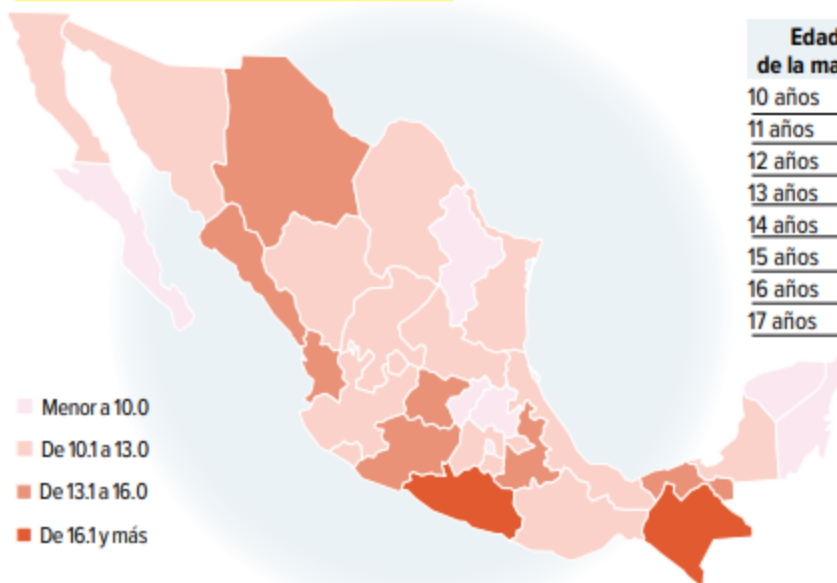 Edad
de la ma
10 años
11 años
12 años
13 años
14 años
15 años
16 años
17 años
Menor a 10.0
De 10.1 a 13.0
De 13.1 a 16.0
De 16.1 y más